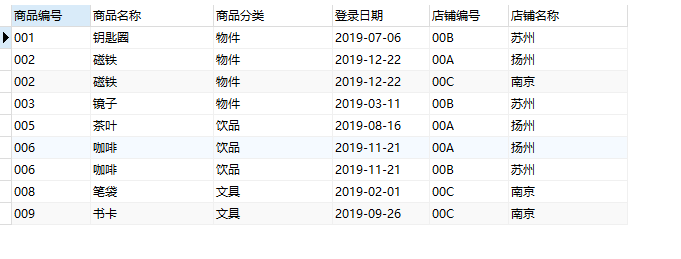 商品编号 商品名称 商品分类 登录日期 店铺编号 店铺名称
001 钥匙圈 物件 2019-07-06 00B 苏州
002 磁铁 物件 2019-12-22 00A 扬州
002 磁铁 物件 2019-12-22 00C 南京
003 镜子 物件 2019-03-11 00B 苏州
005 茶叶 饮品 2019-08-16 00A 扬州
006 咖啡 饮品 2019-11-21 00A 扬州
006 咖啡 饮品 2019-11-21 00B 苏州
008 笔袋 文具 2019-02-01 00C 南京
009 书卡 文具 2019-09-26 00C 南京